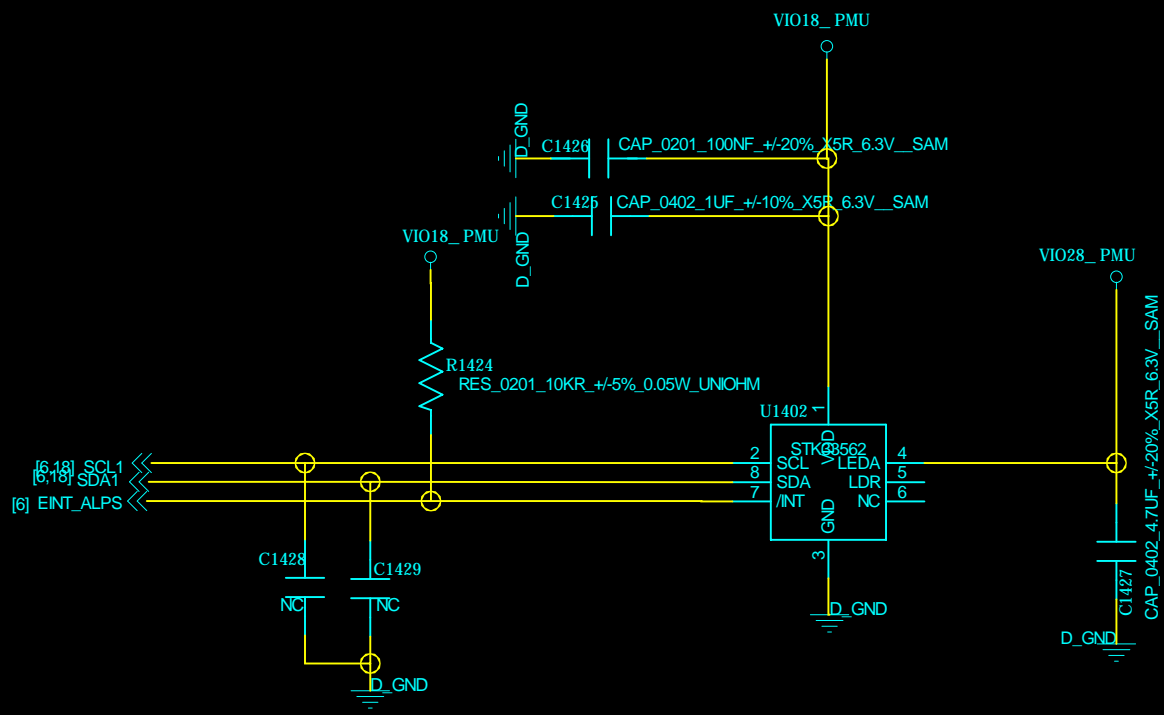 VIO18_ PMU
D_GND
C1426
CAP_0201_100NF_+/-20%_X5R_6.3V__SAM
C1425
CAP_0402_1UF_+/-10%_X5R_6.3V__SAM
D_GND
VIO18_ PMU
VIO28_ PMU
R1424
RES_0201_10KR_+/-5%_0.05W_UNIOHM
CAP_0402_4.7UF_+/-20%_X5R_6.3V__SAM
U1402
1
VDD
[6,18] SCL1
2
SCL
LEDA
4
[6,18] SDA1
8
SDA
LDR
5
[6] EINT_ALPS
7
/INT
NC
6
GND
3
C1428
NC
C1429
NC
C1427
D_GND
D_GND
D_GND